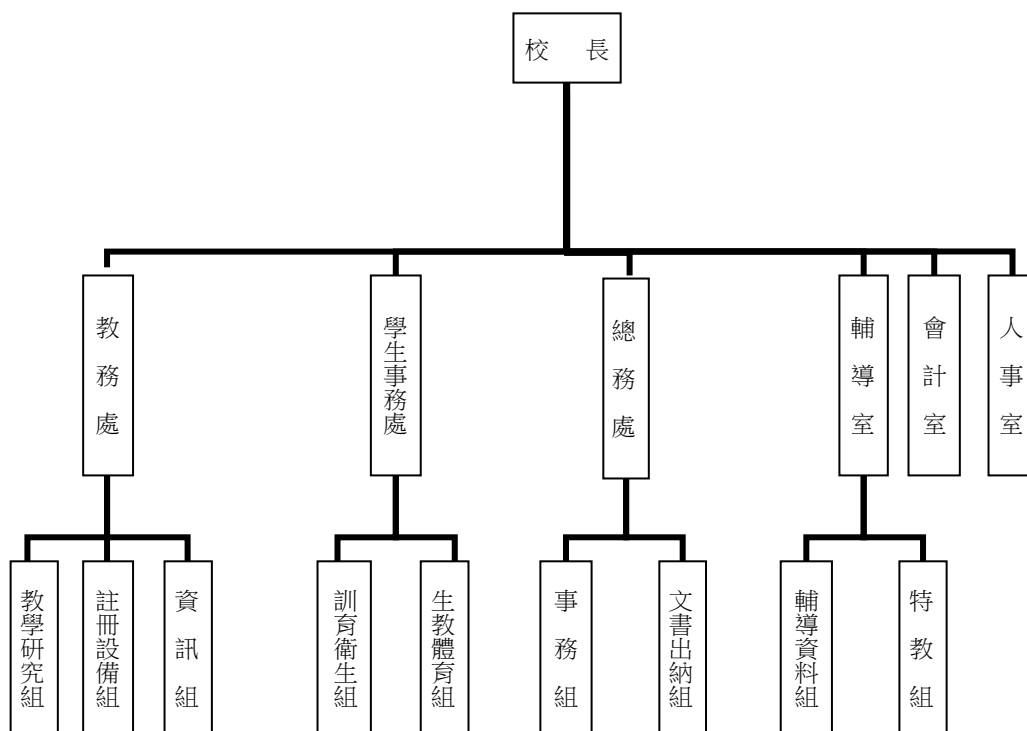 校長
教務處
學生事務處
總務處
輔導室
會計室
人事室
教學研究組
註冊設備組
資訊組
訓育衛生組
生教體育組
事務組
文書出納組
輔導資料組
特教組